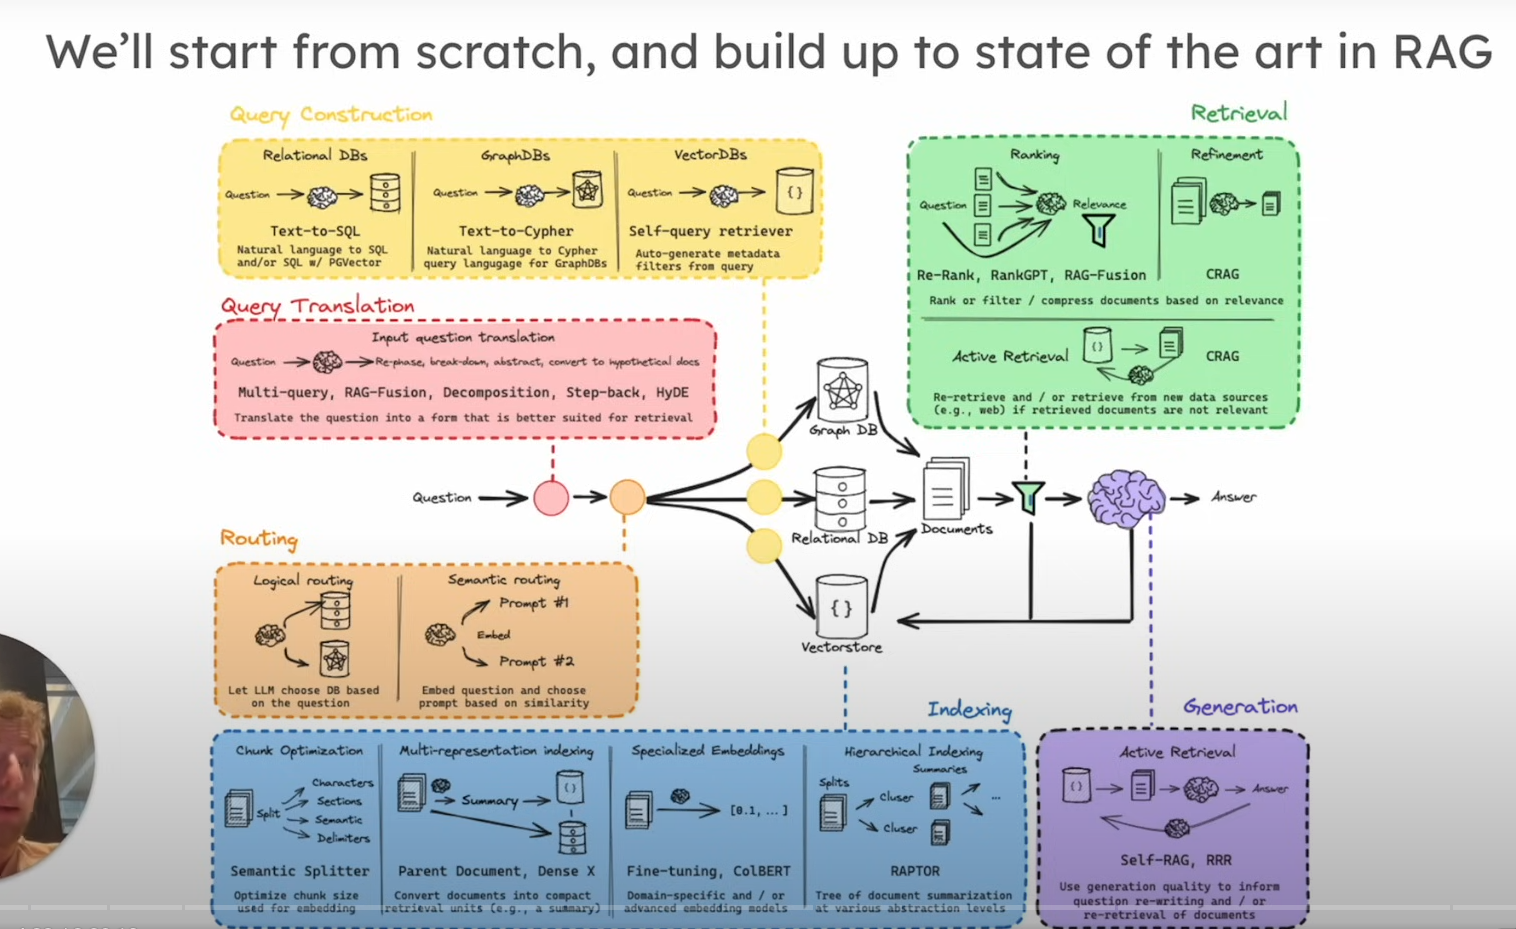 We'll start from scratch, and build up to state of the art in RAG
Query Construction
Relational DBs
Question
Text-to-SQL
Natural language to SQL
and/or SQL w/ PGVector
GraphDBs
Question
Text-to-Cypher
Natural language to Cypher
query langugage for GraphDBs
VectorDBs
Question
{}
Self-query retriever
Auto-generate metadata
filters from query
Retrieval
Ranking
Question
Relevance
Re-Rank, RankGPT, RAG-Fusion
Refinement
CRAG
Rank or filter / compress documents based on relevance
Active Retrieval
{}
CRAG
Re-retrieve and / or retrieve from new data sources
(e.g., web) if retrieved documents are not relevant
Query Translation
Input question translation
Question
Re-phase, break-down, abstract, convert to hypothetical docs
Multi-query, RAG-Fusion, Decomposition, Step-back, HyDE
Translate the question into a form that is better suited for retrieval
Question
Graph DB
Relational DB
{}
Vectorstore
Documents
Answer
Routing
Logical routing
Let LLM choose DB based
on the question
Semantic routing
Prompt #1
Embed
Prompt #2
Embed question and choose
prompt based on similarity
Indexing
Chunk Optimization
Split
Characters
Sections
Semantic
Delimiters
Semantic Splitter
Optimize chunk size
used for embedding
Multi-representation indexing
Summary
{}
Parent Document, Dense X
Convert documents into compact
retrieval units (e.g., a summary)
Specialized Embeddings
[0.1, ...]
Fine-tuning, ColBERT
Domain-specific and / or
advanced embedding models
Hierarchical Indexing
Summaries
Splits
Cluser
Cluser
...
RAPTOR
Tree of document summarization
at various abstraction levels
Generation
Active Retrieval
{}
Answer
Self-RAG, RRR
Use generation quality to inform
question re-writing and / or
re-retrieval of documents